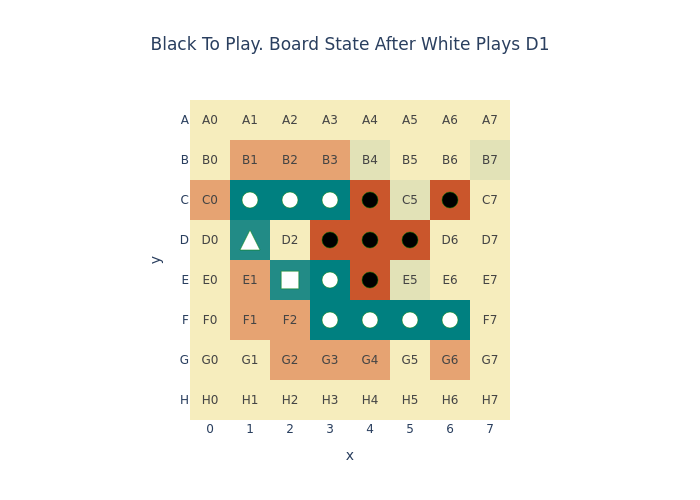 Black To Play. Board State After White Plays D1
A A0 A1 A2 A3 A4 A5 A6 A7
B B0 B1 B2 B3 B4 B5 B6 B7
C C0 C5 C7
D D0 D2 D6 D7
E E0 E1 E5 E6 E7
F F0 F1 F2 F7
G G0 G1 G2 G3 G4 G5 G6 G7
H H0 H1 H2 H3 H4 H5 H6 H7
0 1 2 3 4 5 6 7
x
y